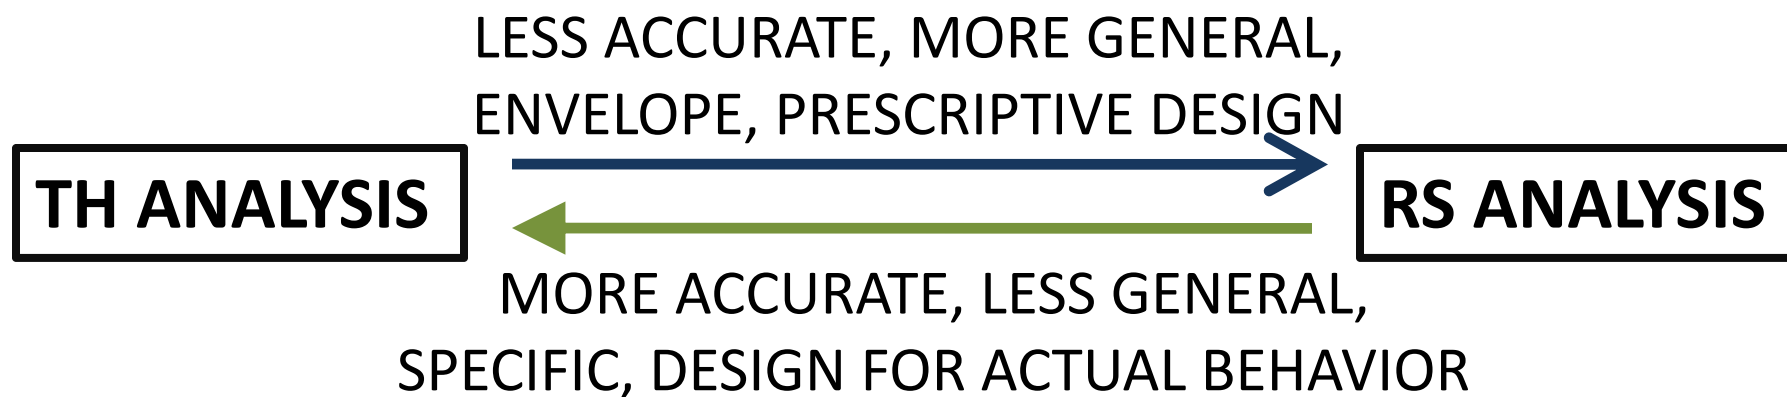 LESS ACCURATE, MORE GENERAL,
ENVELOPE, PRESCRIPTIVE DESIGN
TH ANALYSIS
RS ANALYSIS
MORE ACCURATE, LESS GENERAL,
SPECIFIC, DESIGN FOR ACTUAL BEHAVIOR